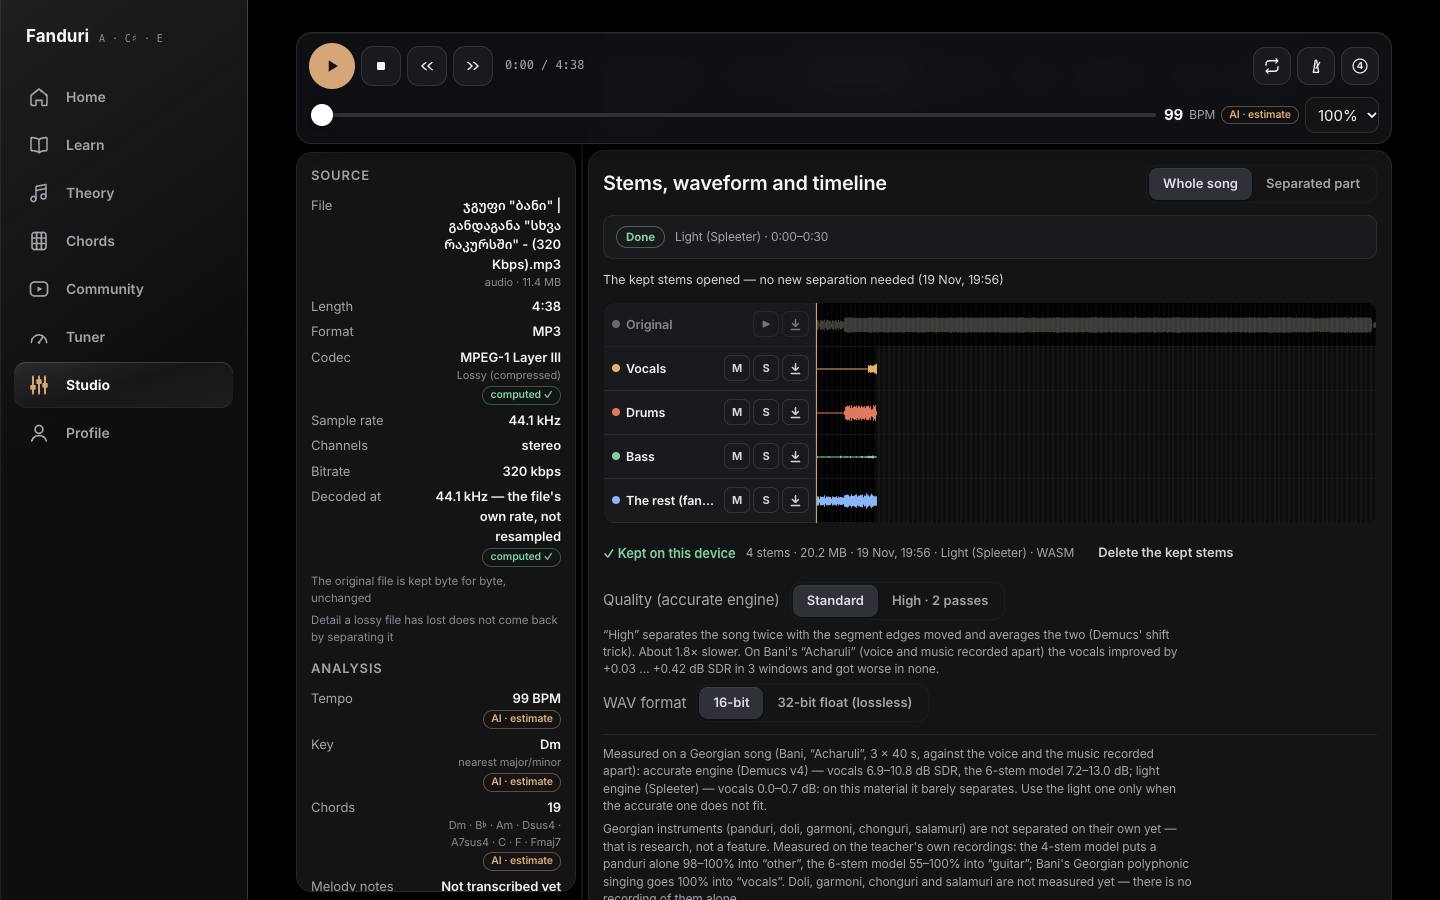 Fanduri A · C♯ · E
Home
Learn
Theory
Chords
Community
Tuner
Studio
Profile
0:00 / 4:38
4
99 BPM AI · estimate 100%
SOURCE
File ჯგუფი "ბანი" |
განდაგანა "სხვა
რაკურსში" - (320
Kbps).mp3
audio · 11.4 MB
Length 4:38
Format MP3
Codec MPEG-1 Layer III
Lossy (compressed)
computed ✓
Sample rate 44.1 kHz
Channels stereo
Bitrate 320 kbps
Decoded at 44.1 kHz — the file's
own rate, not
resampled
computed ✓
The original file is kept byte for byte,
unchanged
Detail a lossy file has lost does not come back
by separating it
ANALYSIS
Tempo 99 BPM
AI · estimate
Key Dm
nearest major/minor
AI · estimate
Chords 19
Dm · B♭ · Am · Dsus4 ·
A7sus4 · C · F · Fmaj7
AI · estimate
Melody notes Not transcribed yet
Stems, waveform and timeline Whole song Separated part
Done Light (Spleeter) · 0:00–0:30
The kept stems opened — no new separation needed (19 Nov, 19:56)
Original
Vocals M S
Drums M S
Bass M S
The rest (fan... M S
✓ Kept on this device 4 stems · 20.2 MB · 19 Nov, 19:56 · Light (Spleeter) · WASM Delete the kept stems
Quality (accurate engine) Standard High · 2 passes
“High” separates the song twice with the segment edges moved and averages the two (Demucs' shift
trick). About 1.8× slower. On Bani's “Acharuli” (voice and music recorded apart) the vocals improved by
+0.03 … +0.42 dB SDR in 3 windows and got worse in none.
WAV format 16-bit 32-bit float (lossless)
Measured on a Georgian song (Bani, “Acharuli”, 3 × 40 s, against the voice and the music recorded
apart): accurate engine (Demucs v4) — vocals 6.9–10.8 dB SDR, the 6-stem model 7.2–13.0 dB; light
engine (Spleeter) — vocals 0.0–0.7 dB: on this material it barely separates. Use the light one only when
the accurate one does not fit.
Georgian instruments (panduri, doli, garmoni, chonguri, salamuri) are not separated on their own yet —
that is research, not a feature. Measured on the teacher's own recordings: the 4-stem model puts a
panduri alone 98–100% into “other”, the 6-stem model 55–100% into “guitar”; Bani's Georgian polyphonic
singing goes 100% into “vocals”. Doli, garmoni, chonguri and salamuri are not measured yet — there is no
recording of them alone.